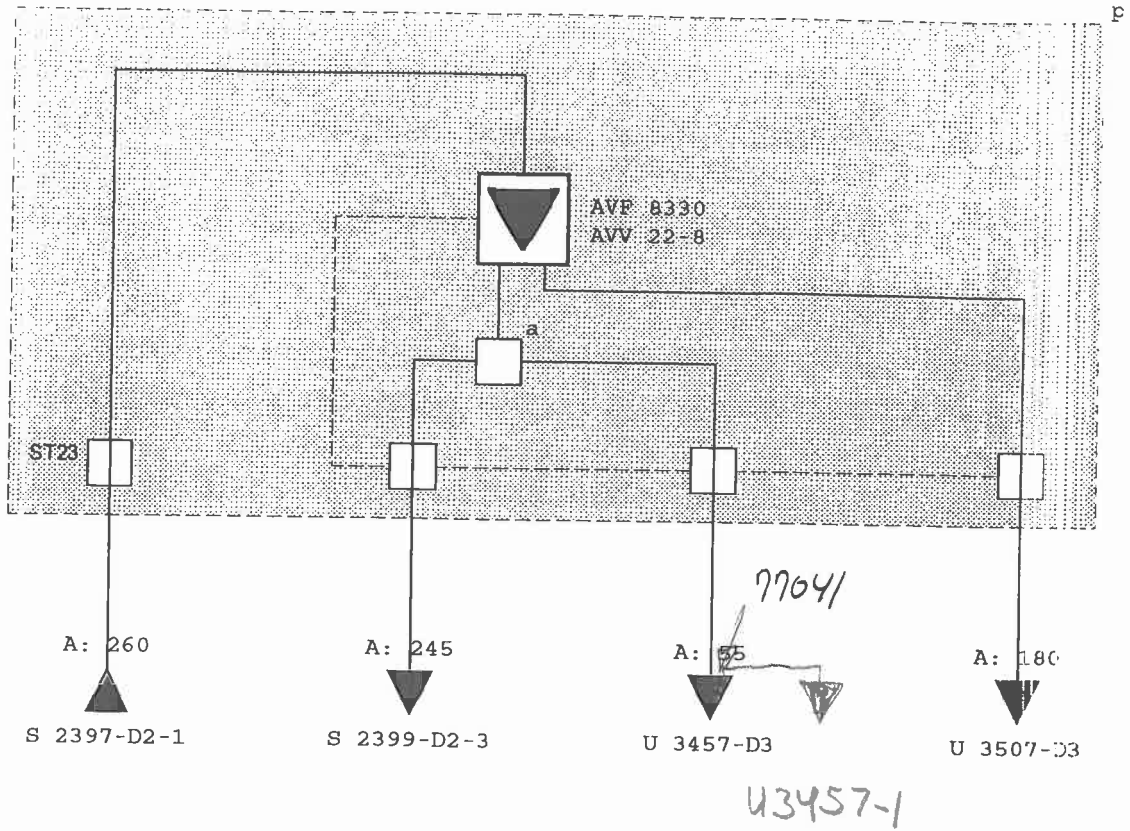 p
AVF 8330
AVV 22-8
a
ST23
77041
A: 260
A: 245
A: 55
A: 180
S 2397-D2-1
S 2399-D2-3
U 3457-D3
U 3507-D3
U3457-1